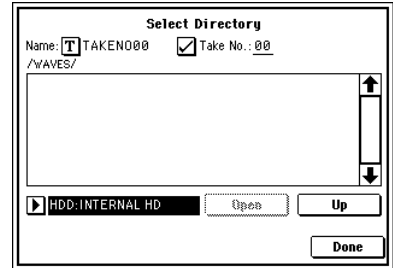 Select Directory
Name: T TAKENO00 Take No.: 00
/WAVES/
HDD:INTERNAL HD Open Up
Done